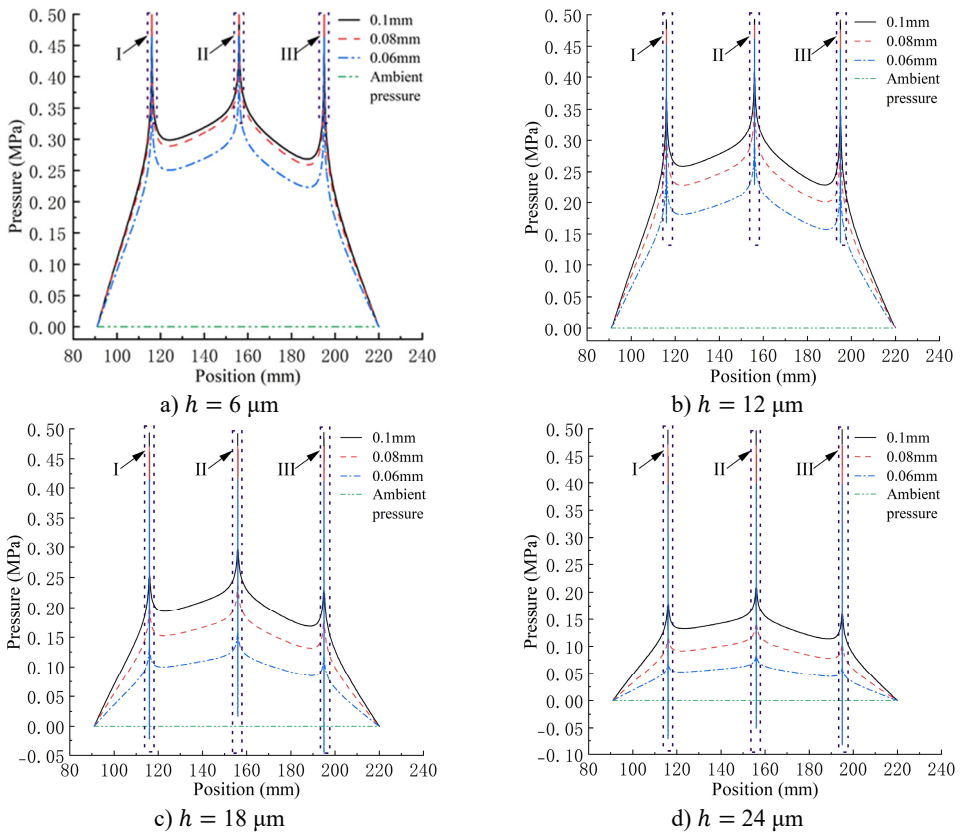 0.50
0.45
0.40
0.35
0.30
0.25
0.20
0.15
0.10
0.05
0.00
Pressure (MPa)
I
II
III
0.1mm
0.08mm
0.06mm
Ambient
pressure
80 100 120 140 160 180 200 220 240
Position (mm)
a) h = 6 μm
0.50
0.45
0.40
0.35
0.30
0.25
0.20
0.15
0.10
0.05
0.00
Pressure (MPa)
I
II
III
0.1mm
0.08mm
0.06mm
Ambient
pressure
80 100 120 140 160 180 200 220 240
Position (mm)
b) h = 12 μm
0.50
0.45
0.40
0.35
0.30
0.25
0.20
0.15
0.10
0.05
0.00
-0.05
Pressure (MPa)
I
II
III
0.1mm
0.08mm
0.06mm
Ambient
pressure
80 100 120 140 160 180 200 220 240
Position (mm)
c) h = 18 μm
0.50
0.45
0.40
0.35
0.30
0.25
0.20
0.15
0.10
0.05
0.00
-0.05
-0.10
Pressure (MPa)
I
II
III
0.1mm
0.08mm
0.06mm
Ambient
pressure
80 100 120 140 160 180 200 220 240
Position (mm)
d) h = 24 μm